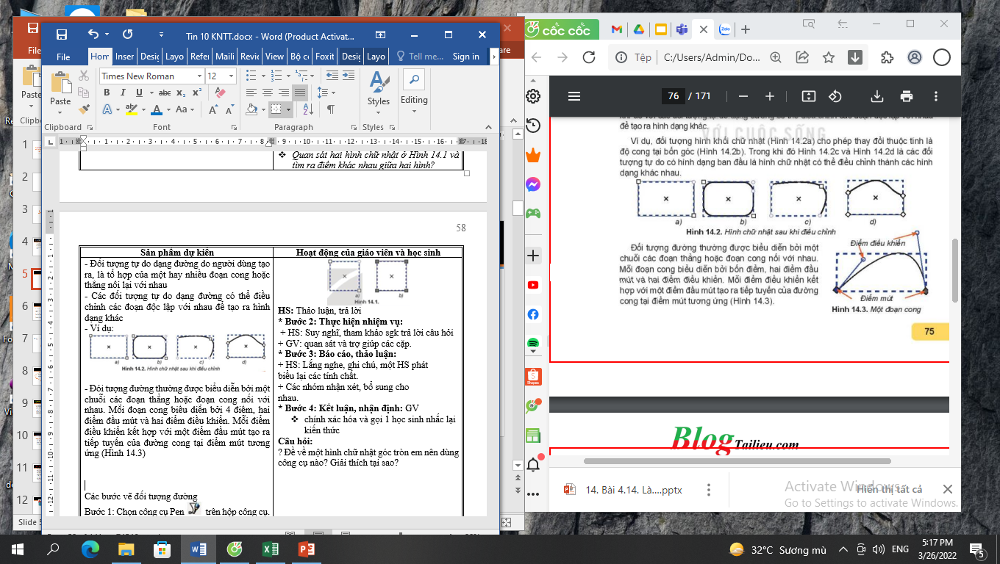 Tin 10 KNTT.docx - Word (Product Activat...
File
Hom
Inser
Desig
Layo
Refe
Maili
Revie
View
Bộ c
Foxit
Desig
Layo
Tell me...
Sign in
Paste
Times New Roman
12
Styles
Editing
Clipboard
Font
Paragraph
Styles
❖ Quan sát hai hình chữ nhật ở Hình 14.1 và
tìm ra điểm khác nhau giữa hai hình?
58
Sản phẩm dự kiến
- Đối tượng tự do dạng đường do người dùng tạo
ra, là tổ hợp của một hay nhiều đoạn cong hoặc
thẳng nối lại với nhau
- Các đối tượng tự do dạng đường có thể điều
chỉnh các đoạn độc lập với nhau để tạo ra hình
dạng khác
- Ví dụ:
a) b) c) d)
Hình 14.2. Hình chữ nhật sau khi điều chỉnh
- Đối tượng đường thường được biểu diễn bởi một
chuỗi các đoạn thẳng hoặc đoạn cong nối với
nhau. Mỗi đoạn cong biểu diễn bởi 4 điểm, hai
điểm đầu mút và hai điểm điều khiển. Mỗi điểm
điều khiển kết hợp với một điểm đầu mút tạo ra
tiếp tuyến của đường cong tại điểm mút tương
ứng (Hình 14.3)
Các bước vẽ đối tượng đường
Bước 1: Chọn công cụ Pen trên hộp công cụ.
Hoạt động của giáo viên và học sinh
a) b)
Hình 14.1.
HS: Thảo luận, trả lời
* Bước 2: Thực hiện nhiệm vụ:
+ HS: Suy nghĩ, tham khảo sgk trả lời câu hỏi
+ GV: quan sát và trợ giúp các cặp.
* Bước 3: Báo cáo, thảo luận:
+ HS: Lắng nghe, ghi chú, một HS phát
biểu lại các tính chất.
+ Các nhóm nhận xét, bổ sung cho
nhau.
* Bước 4: Kết luận, nhận định: GV
❖ chính xác hóa và gọi 1 học sinh nhắc lại
kiến thức
Câu hỏi:
? Để vẽ một hình chữ nhật góc tròn em nên dùng
công cụ nào? Giải thích tại sao?
cốc cốc
Tệp
C:/Users/Admin/Do...
76 / 171
để tạo ra hình dạng khác.
VỚI CUỘC SỐNG
Ví dụ, đối tượng hình khối chữ nhật (Hình 14.2a) cho phép thay đổi thuộc tính là
độ cong tại bốn góc (Hình 14.2b). Trong khi đó Hình 14.2c và Hình 14.2d là các đối
tượng tự do có hình dạng ban đầu là hình chữ nhật có thể điều chỉnh thành các hình
dạng khác nhau.
a) b) c) d)
Hình 14.2. Hình chữ nhật sau khi điều chỉnh
Đối tượng đường thường được biểu diễn bởi một
chuỗi các đoạn thẳng hoặc đoạn cong nối với nhau.
Mỗi đoạn cong biểu diễn bởi bốn điểm, hai điểm đầu
mút và hai điểm điều khiển. Mỗi điểm điều khiển kết
hợp với một điểm đầu mút tạo ra tiếp tuyến của đường
cong tại điểm mút tương ứng (Hình 14.3).
Điểm điều khiển
Điểm mút
Hình 14.3. Một đoạn cong
75
BlogTailieu.com
14. Bài 4.14. Là....pptx
Hiển thị tất cả
Activate Windows
Go to Settings to activate Windows.
32°C Sương mù
ENG
5:17 PM
3/26/2022
5